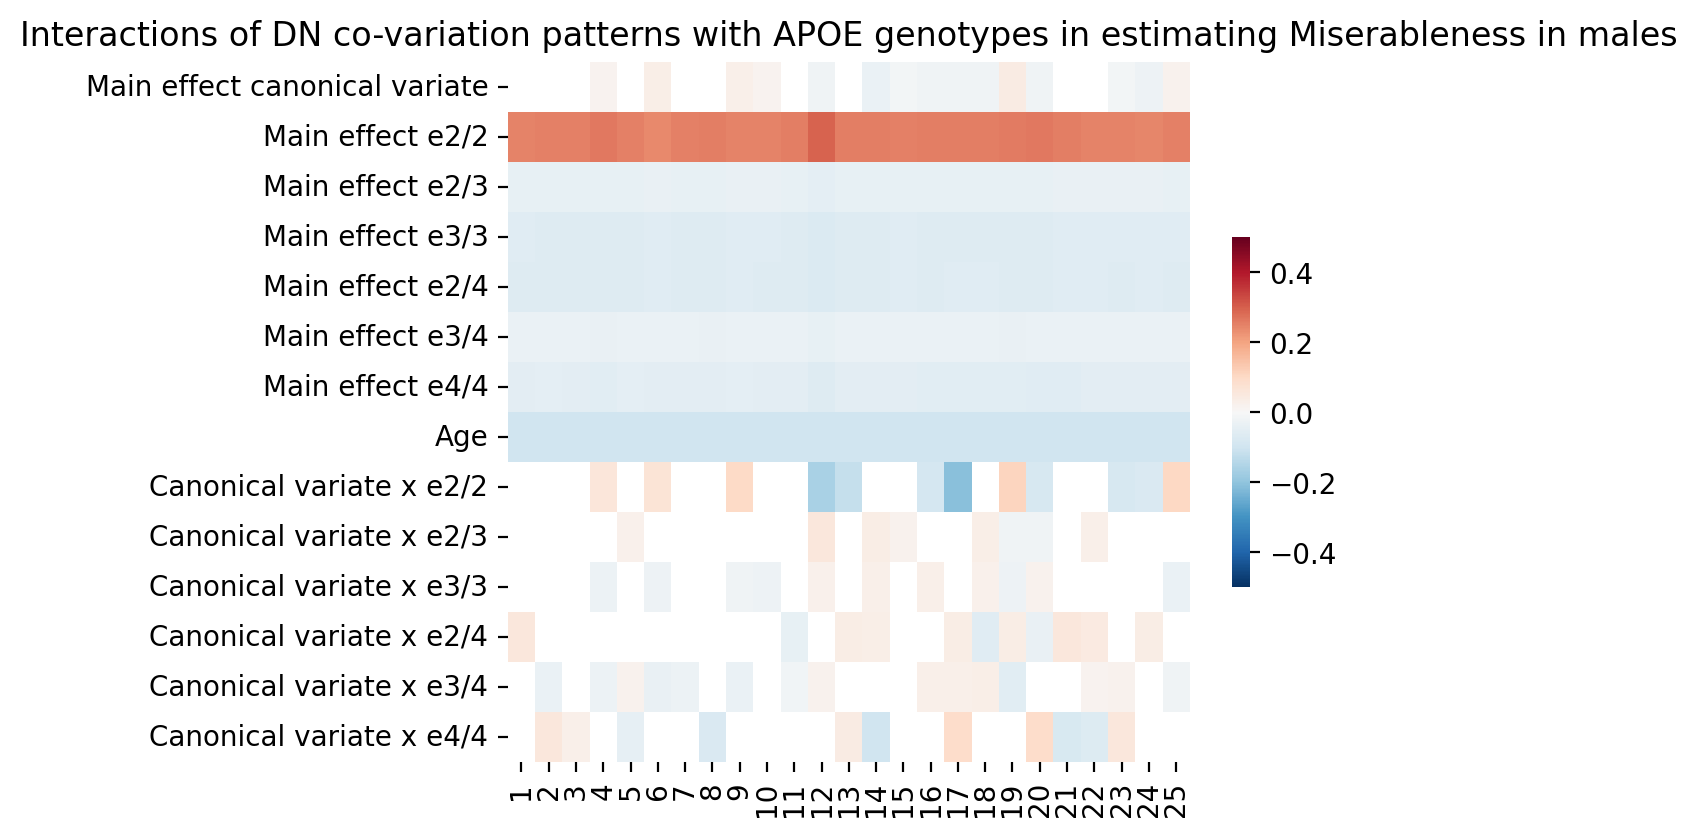 Interactions of DN co-variation patterns with APOE genotypes in estimating Miserableness in males
Main effect canonical variate
Main effect e2/2
Main effect e2/3
Main effect e3/3
Main effect e2/4
Main effect e3/4
Main effect e4/4
Age
Canonical variate x e2/2
Canonical variate x e2/3
Canonical variate x e3/3
Canonical variate x e2/4
Canonical variate x e3/4
Canonical variate x e4/4
1 2 3 4 5 6 7 8 9 10 11 12 13 14 15 16 17 18 19 20 21 22 23 24 25
0.4
0.2
0.0
−0.2
−0.4